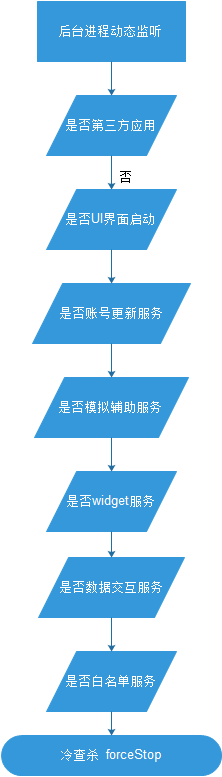 后台进程动态监听
是否第三方应用
否
是否UI界面启动
是否账号更新服务
是否模拟辅助服务
是否widget服务
是否数据交互服务
是否白名单服务
冷查杀 forceStop